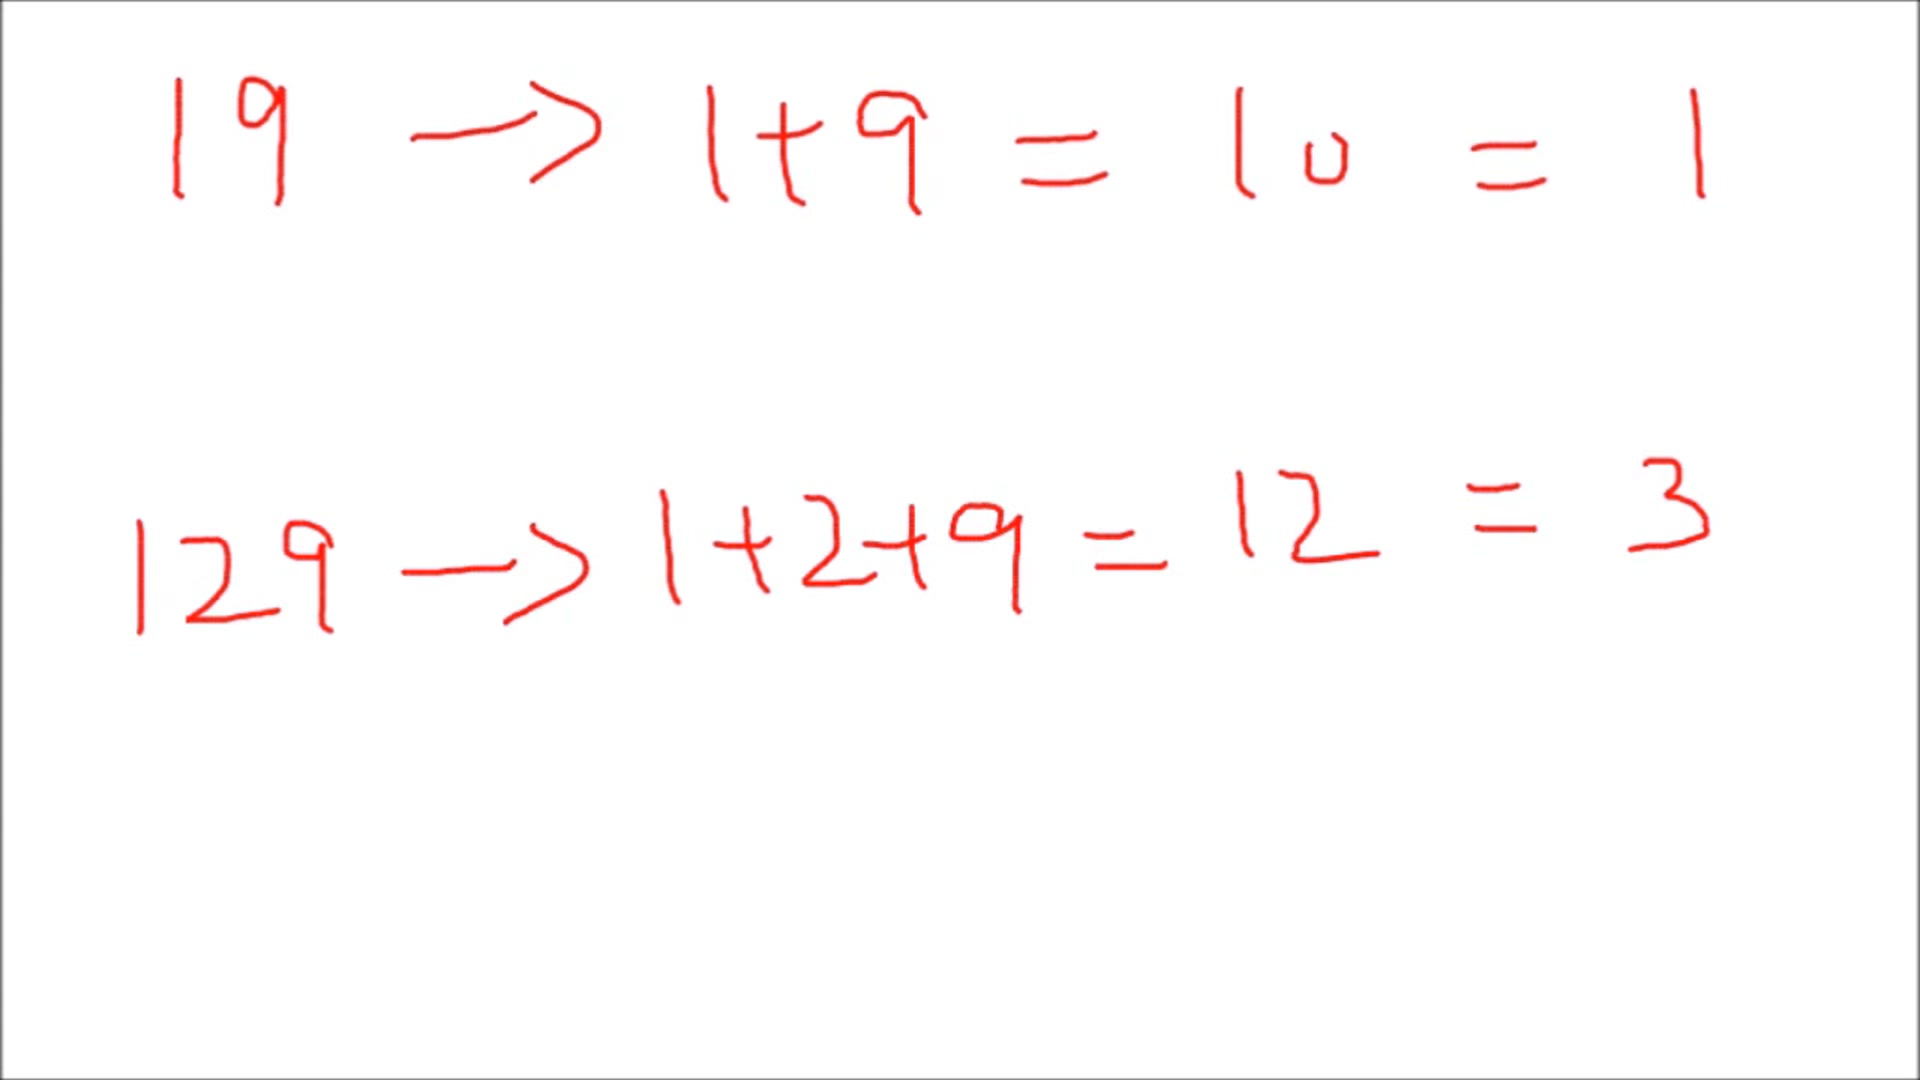 19 → 1+9 = 10 = 1
129 → 1+2+9 = 12 = 3